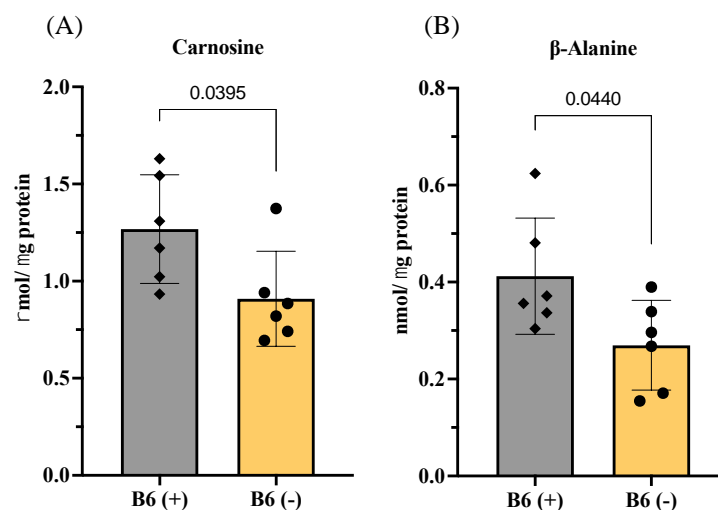 (A)
Carnosine
0.0395
rmol/mg protein
2.0
1.5
1.0
0.5
0.0
B6 (+)
B6 (-)
(B)
β-Alanine
0.0440
nmol/mg protein
0.8
0.6
0.4
0.2
0.0
B6 (+)
B6 (-)